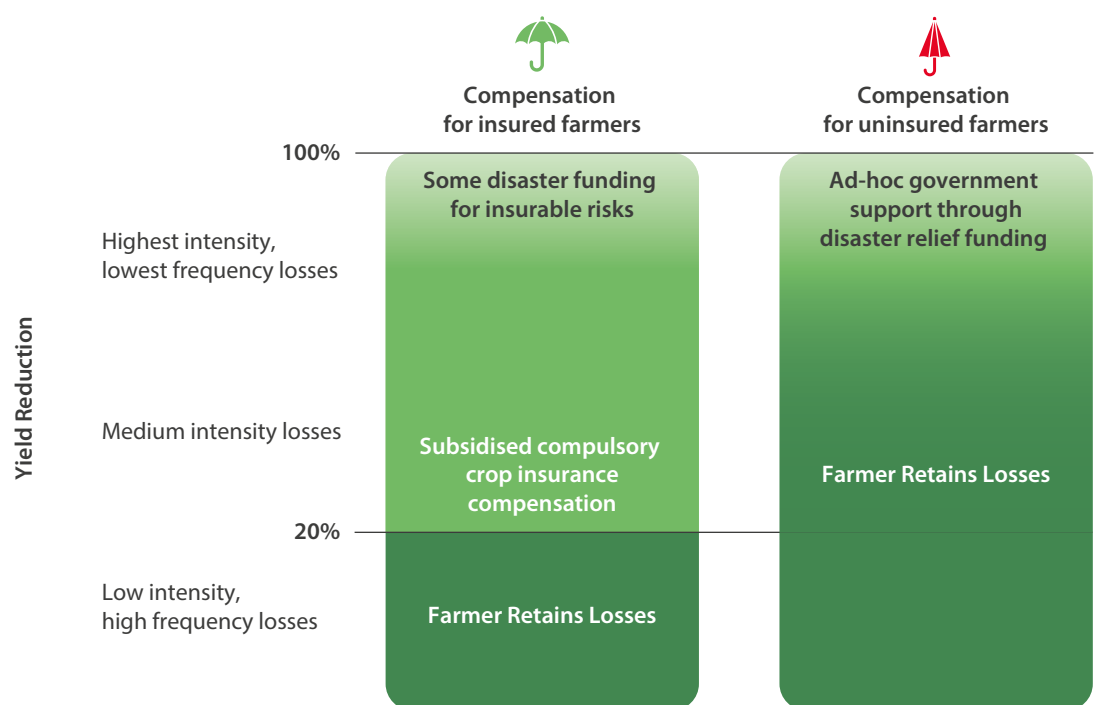 Compensation
for insured farmers
Compensation
for uninsured farmers
100%
Some disaster funding
for insurable risks
Ad-hoc government
support through
disaster relief funding
Highest intensity,
lowest frequency losses
Yield Reduction
Medium intensity losses
Subsidised compulsory
crop insurance
compensation
Farmer Retains Losses
20%
Low intensity,
high frequency losses
Farmer Retains Losses